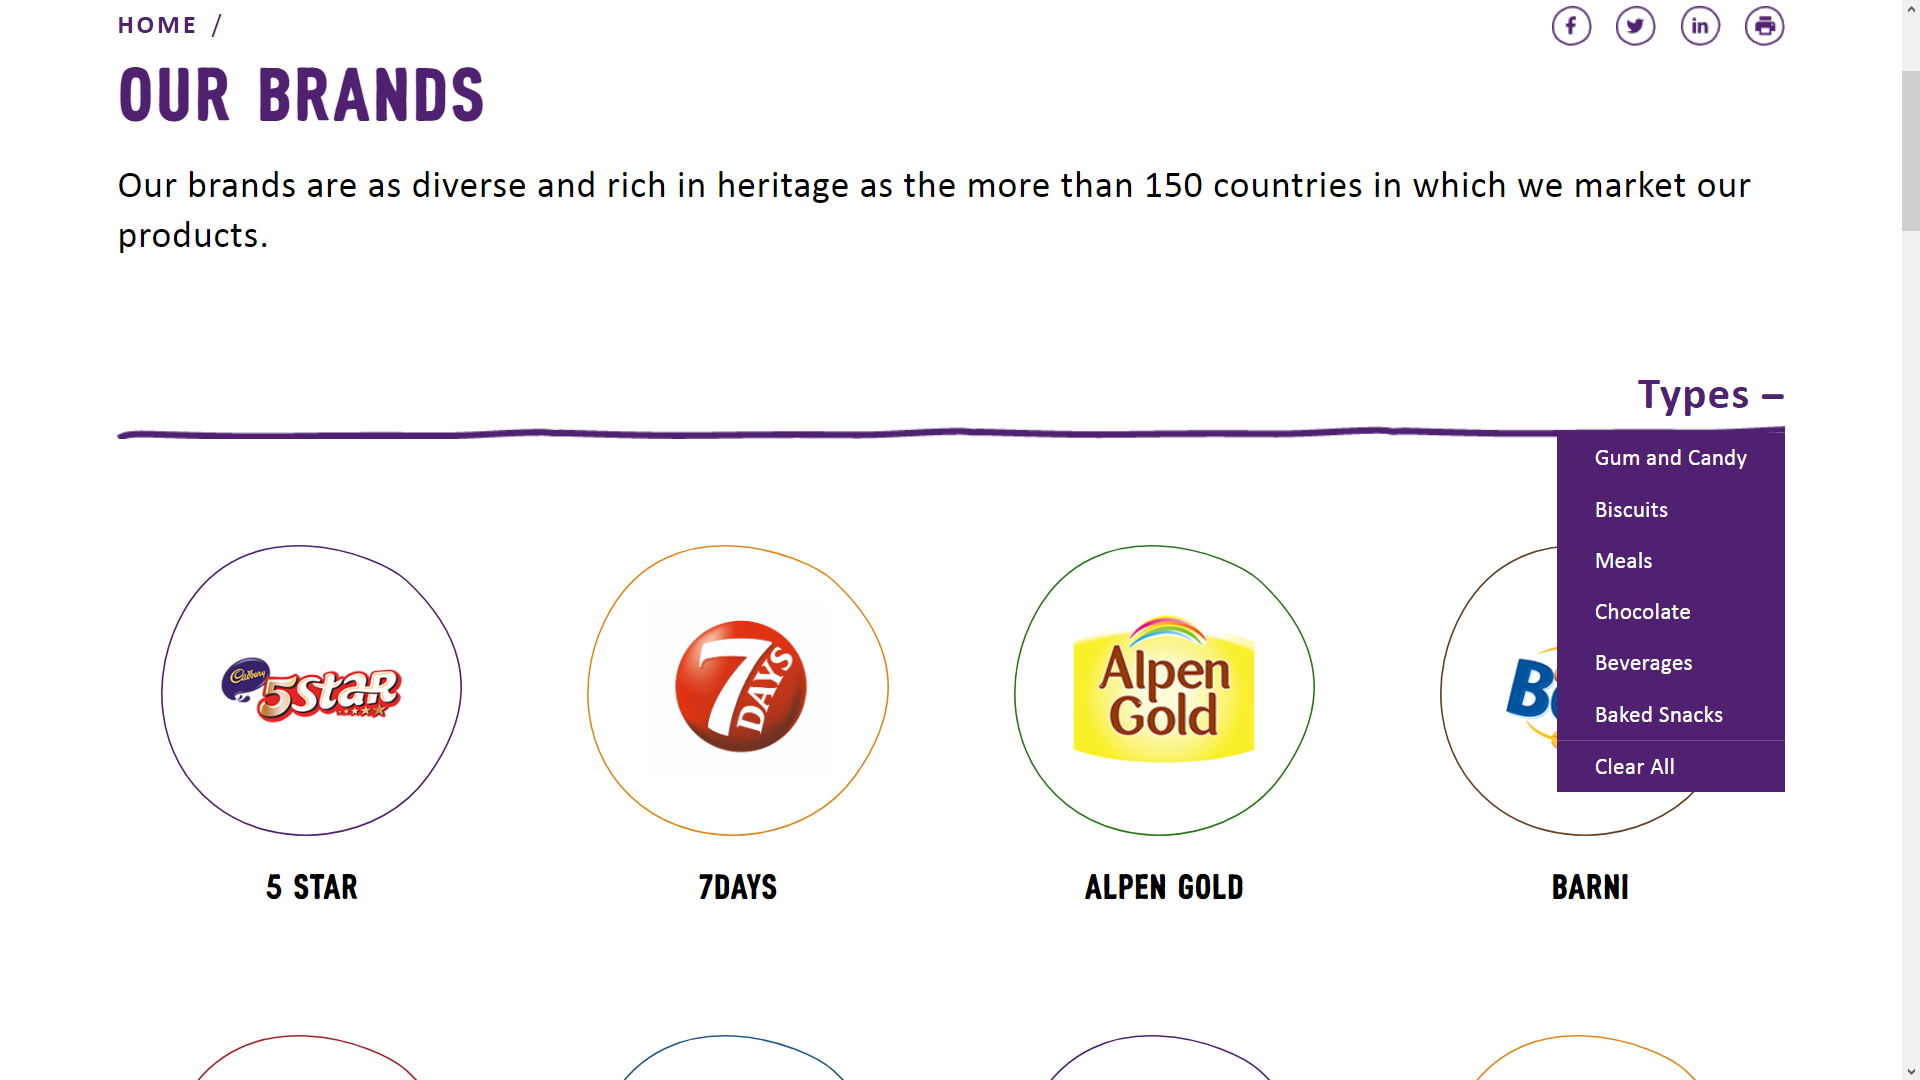 HOME /
OUR BRANDS
Our brands are as diverse and rich in heritage as the more than 150 countries in which we market our
products.
Types –
Gum and Candy
Biscuits
Meals
Chocolate
Beverages
Baked Snacks
Clear All
Cadbury
5Star
7 DAYS
Alpen
Gold
5 STAR
7DAYS
ALPEN GOLD
BARNI